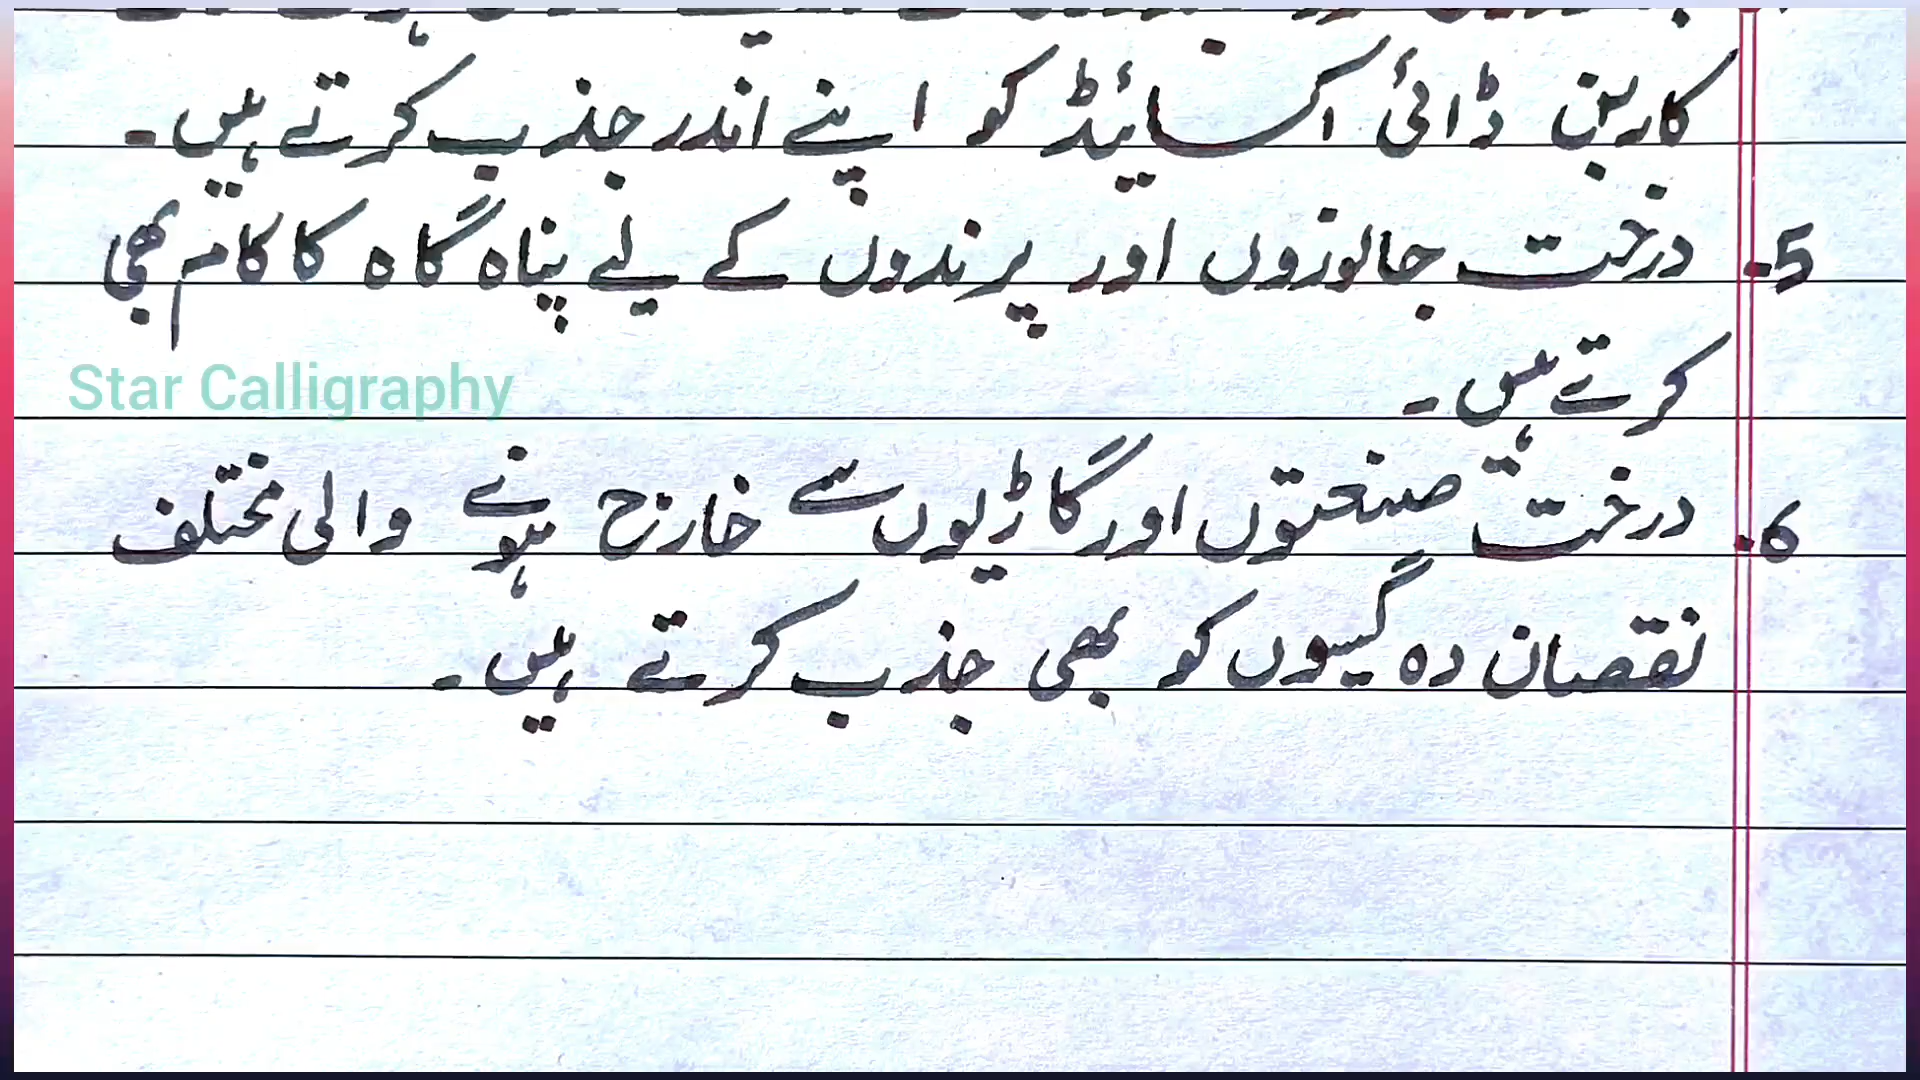 کاربن ڈائی اکسائیڈ کو اپنے اندر جذب کرتے ہیں۔
5۔ درخت جانوروں اور پرندوں کے لیے پناہ گاہ کا کام بھی
کرتے ہیں۔
Star Calligraphy
6۔ درخت صنعتوں اور گاڑیوں سے خارج ہونے والی مختلف
نقصان دہ گیسوں کو بھی جذب کرتے ہیں۔